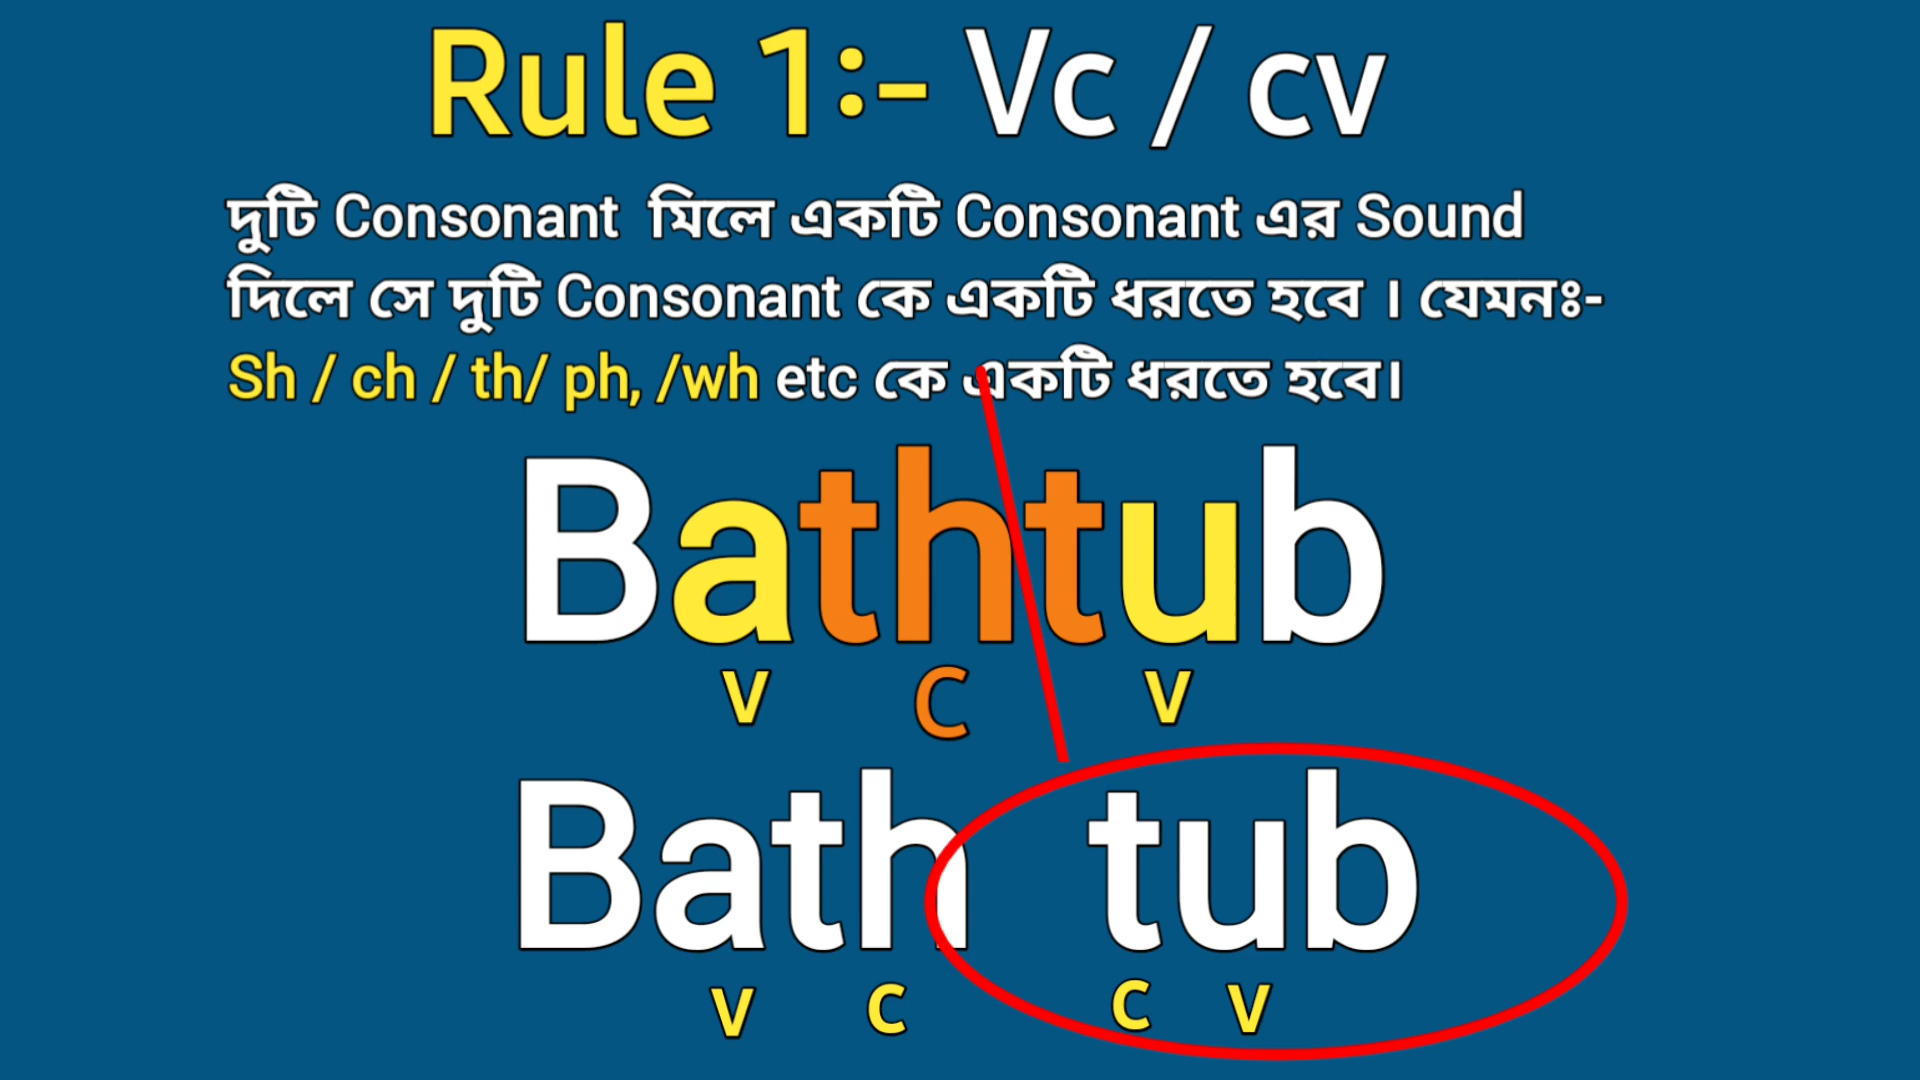 Rule 1ঃ- Vc / cv
দুটি Consonant মিলে একটি Consonant এর Sound
দিলে সে দুটি Consonant কে একটি ধরতে হবে । যেমনঃ-
Sh / ch / th/ ph, /wh etc কে একটি ধরতে হবে।
Bathtub
V C V
Bath tub
V C C V